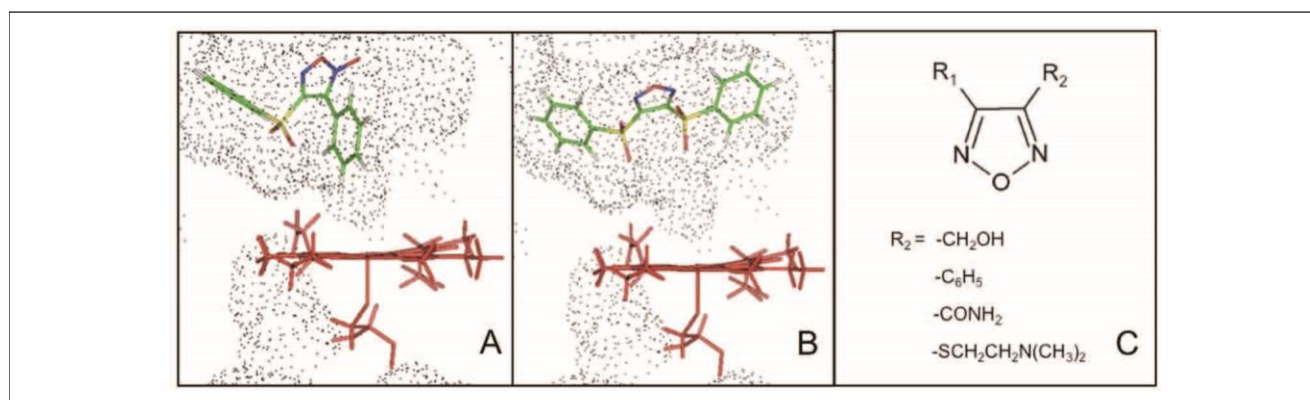 A
B
R₁ R₂
N N
O
R₂ = -CH₂OH
-C₆H₅
-CONH₂
-SCH₂CH₂N(CH₃)₂
C